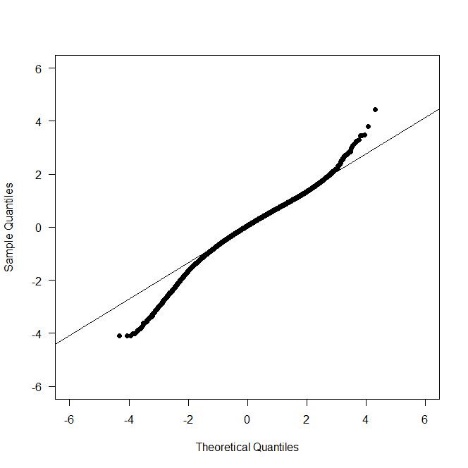 6
4
2
0
-2
-4
-6
Sample Quantiles
-6 -4 -2 0 2 4 6
Theoretical Quantiles